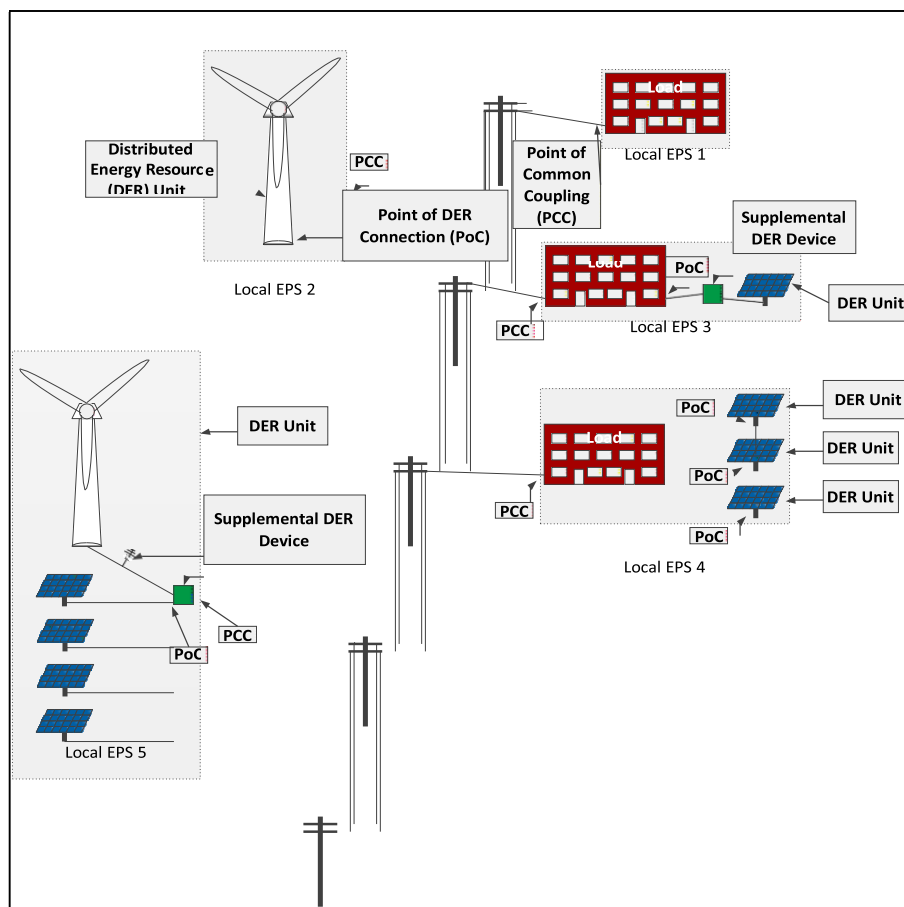 Load
Local EPS 1
Distributed
Energy Resource
(DER) Unit
PCC
Point of
Common
Coupling
(PCC)
Point of DER
Connection (PoC)
Supplemental
DER Device
Load
PoC
Local EPS 2
DER Unit
PCC
Local EPS 3
DER Unit
PoC
DER Unit
Load
DER Unit
PoC
DER Unit
PCC
Supplemental DER
Device
PoC
Local EPS 4
PCC
PoC
Local EPS 5